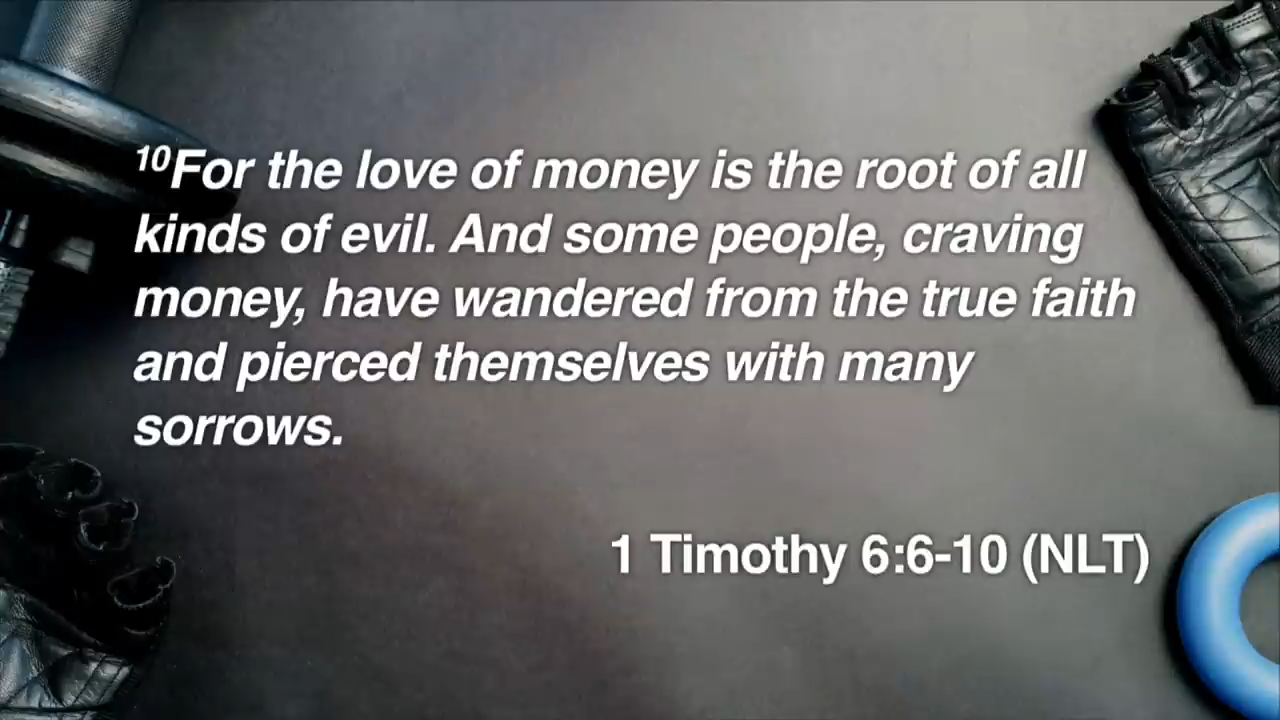 ¹⁰For the love of money is the root of all
kinds of evil. And some people, craving
money, have wandered from the true faith
and pierced themselves with many
sorrows.
1 Timothy 6:6-10 (NLT)